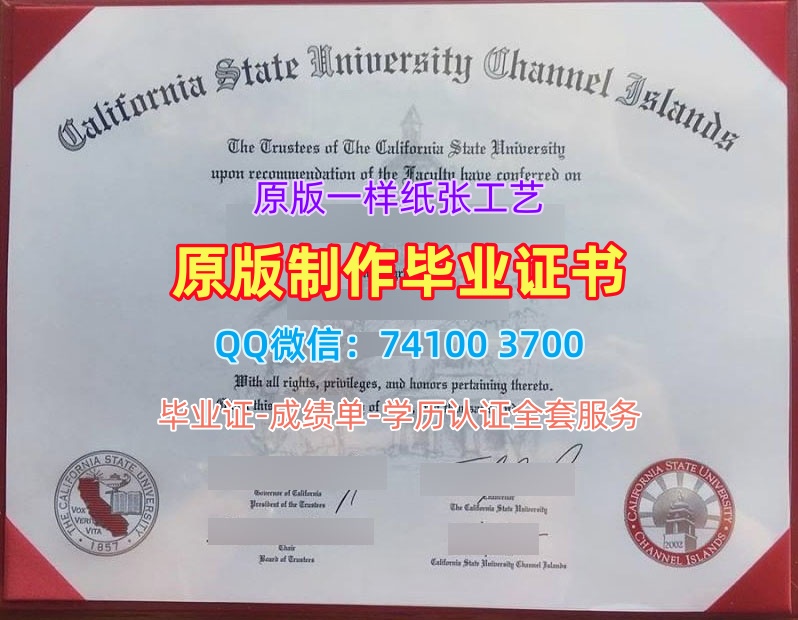 California State University Channel Islands
The Trustees of The California State University
upon recommendation of the Faculty have conferred on
原版一样纸张工艺
原版制作毕业证书
QQ微信：74100 3700
With all rights, privileges, and honors pertaining thereto.
毕业证-成绩单-学历认证全套服务
Governor of California
President of the Trustees
Chair
Board of Trustees
Chancellor
The California State University
California State University Channel Islands
THE CALIFORNIA STATE UNIVERSITY
VOX
VERI
VITA
1857
CALIFORNIA STATE UNIVERSITY
2002
CHANNEL ISLANDS